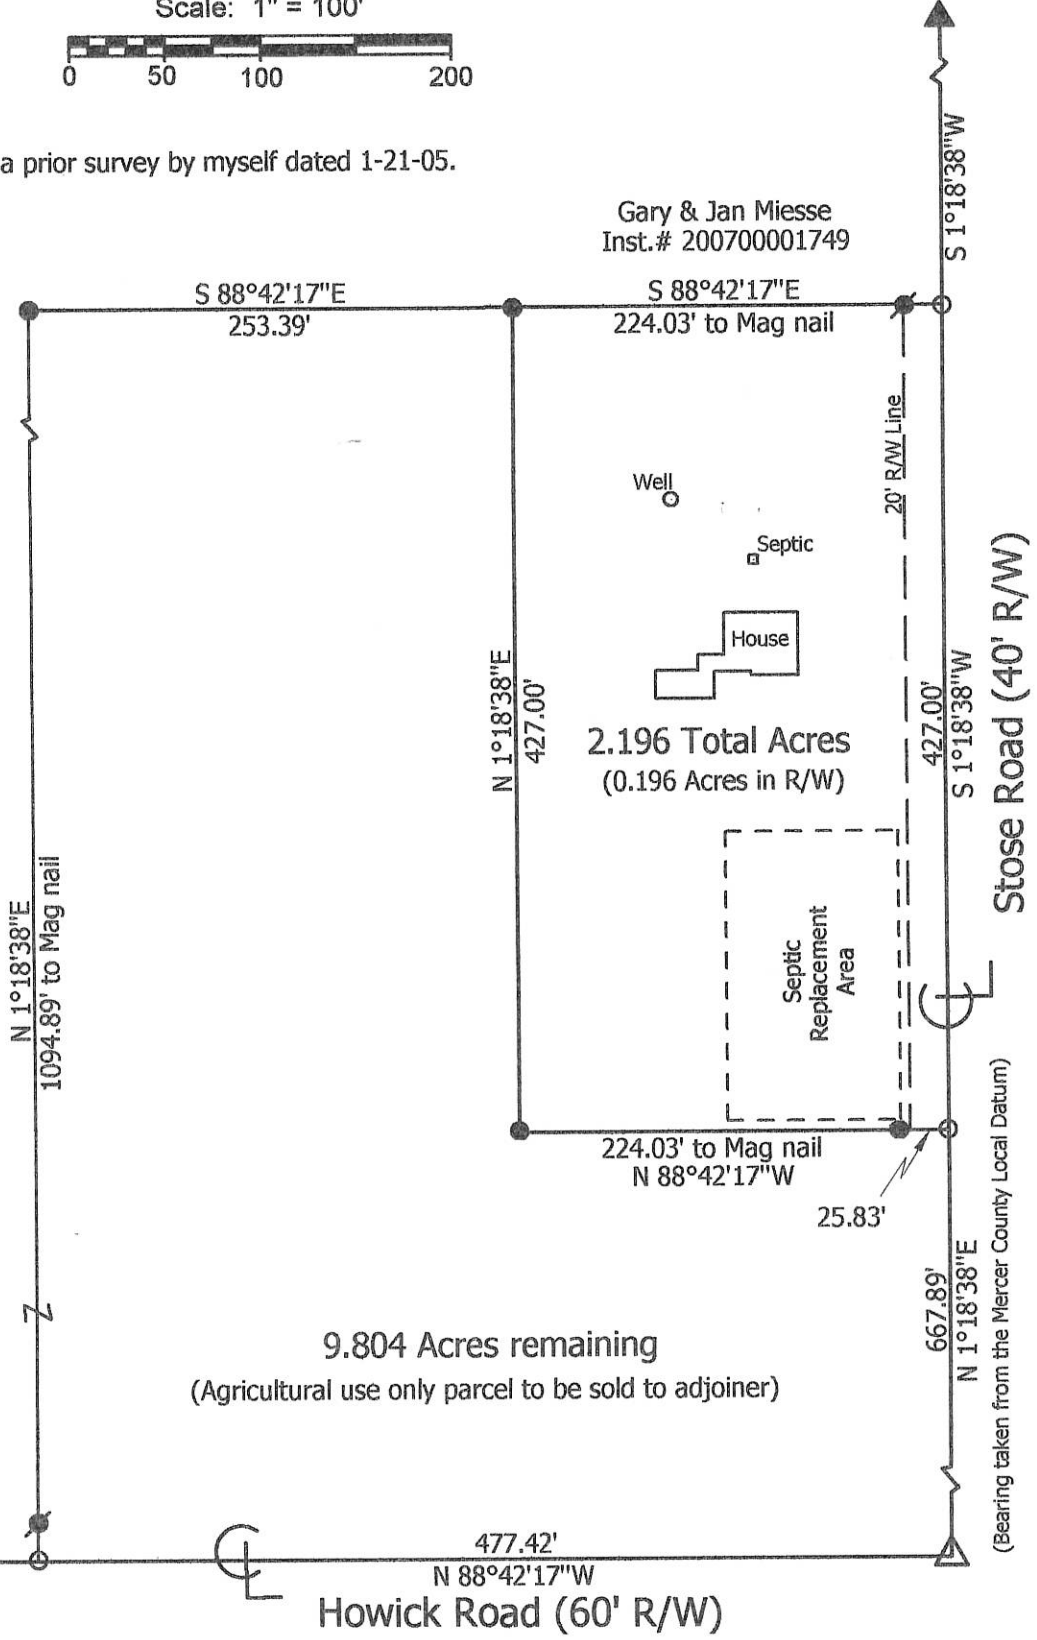 Scale: 1" = 100'
0 50 100 200
a prior survey by myself dated 1-21-05.
S 1°18'38"W
Gary & Jan Miesse
Inst.# 200700001749
S 88°42'17"E
253.39'
S 88°42'17"E
224.03' to Mag nail
20' R/W Line
Well
Septic
House
N 1°18'38"E
427.00'
2.196 Total Acres
(0.196 Acres in R/W)
427.00'
S 1°18'38"W
Stose Road (40' R/W)
N 1°18'38"E
1094.89' to Mag nail
Septic
Replacement
Area
CL
224.03' to Mag nail
N 88°42'17"W
25.83'
667.89'
N 1°18'38"E
(Bearing taken from the Mercer County Local Datum)
9.804 Acres remaining
(Agricultural use only parcel to be sold to adjoiner)
CL
477.42'
N 88°42'17"W
Howick Road (60' R/W)